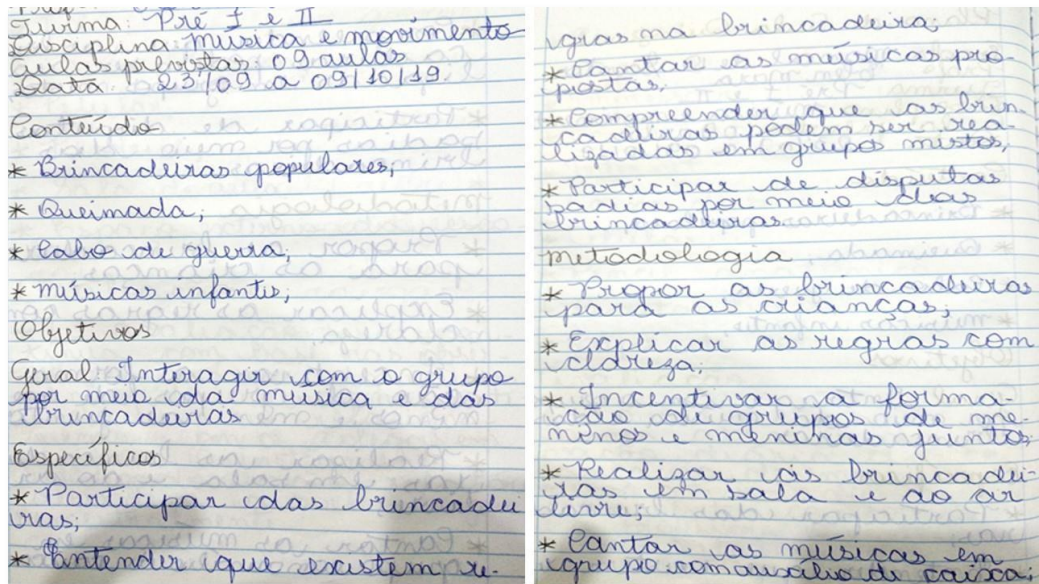 Turma: Pré I e II
Disciplina música e movimento
Aulas previstas: 09 aulas
Data 23/09 a 09/10/19
Conteúdo
* Brincadeiras populares;
* Queimada;
* Cabo de guerra;
* Músicas infantis;
Objetivos
Geral Interagir com o grupo
por meio da música e das
brincadeiras
Específicos
* Participar das brincadei
ras;
* Entender que existem re-
gras na brincadeira;
* Cantar as músicas pro-
postas,
* Compreender que as brin
cadeiras podem ser rea-
lizadas em grupos mistos,
* Participar de disputas
sadias por meio das
brincadeiras
Metodologia
* Propor as brincadeiras
para as crianças;
* Explicar as regras com
clareza;
* Incentivar a forma-
ção de grupos de me-
ninos e meninas juntos;
* Realizar as brincadei-
ras em sala e ao ar
livre;
* Cantar as músicas em
grupo com auxílio de caixa;